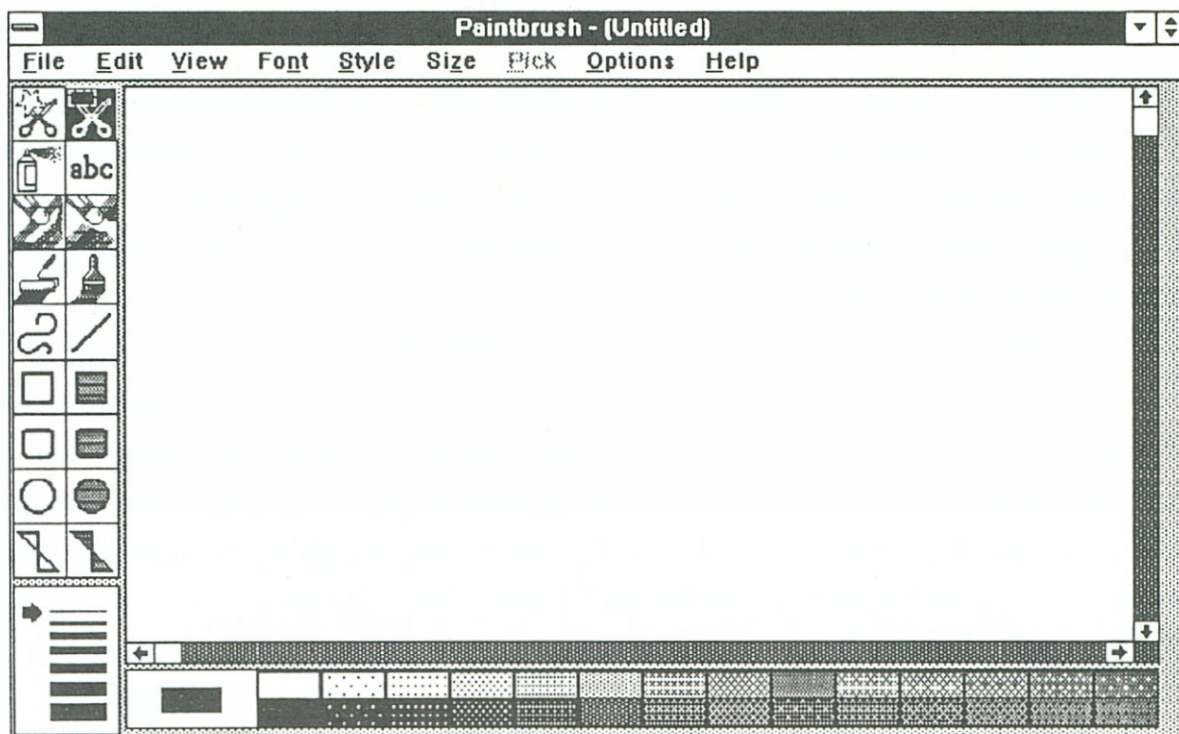 Paintbrush - (Untitled)
File Edit View Font Style Size Pick Options Help
abc